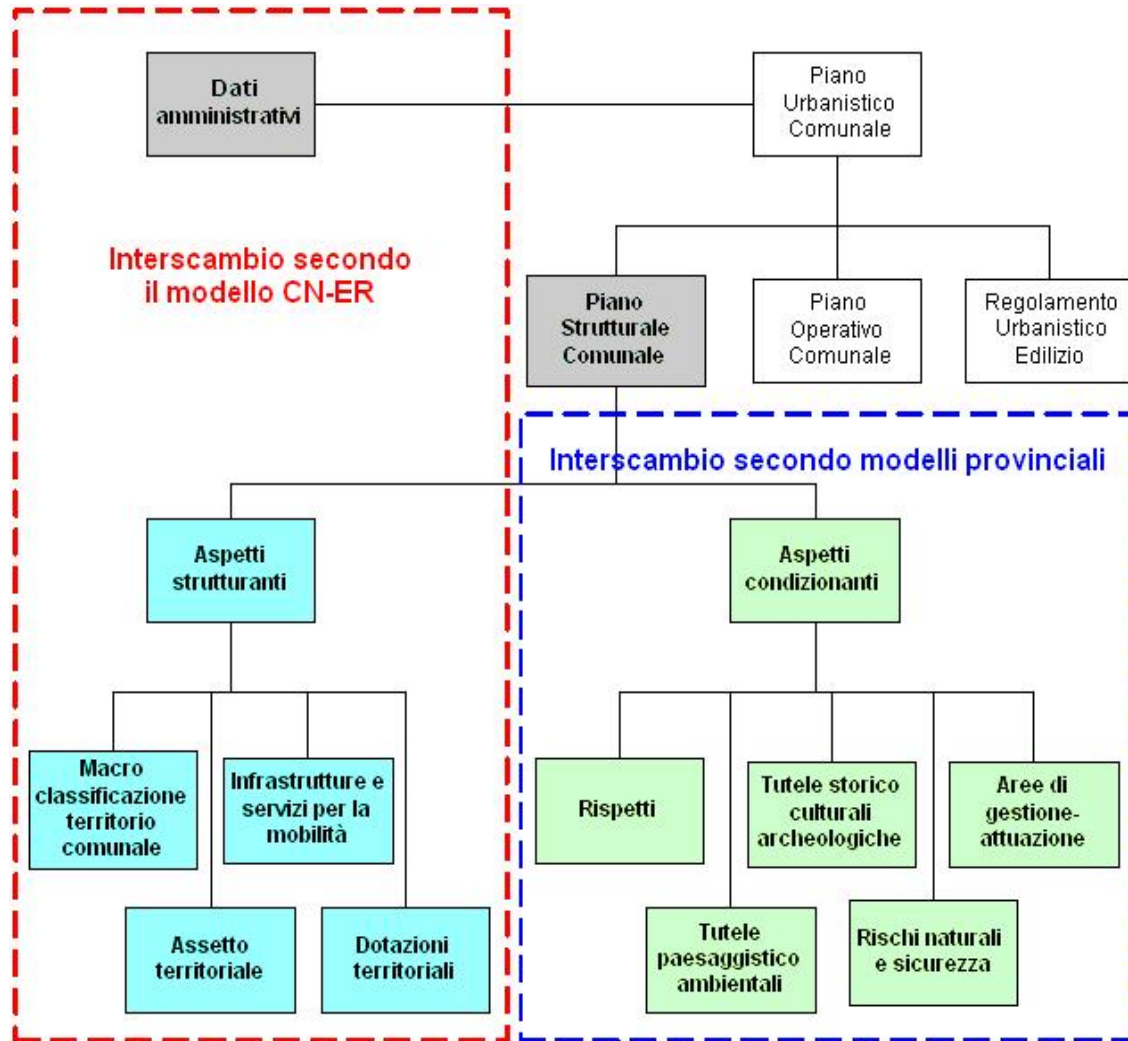 Dati
amministrativi
Piano
Urbanistico
Comunale
Interscambio secondo
il modello CN-ER
Piano
Strutturale
Comunale
Piano
Operativo
Comunale
Regolamento
Urbanistico
Edilizio
Interscambio secondo modelli provinciali
Aspetti
strutturanti
Aspetti
condizionanti
Macro
classificazione
territorio
comunale
Infrastrutture e
servizi per la
mobilità
Rispetti
Tutele storico
culturali
archeologiche
Aree di
gestione-
attuazione
Assetto
territoriale
Dotazioni
territoriali
Tutele
paesaggistico
ambientali
Rischi naturali
e sicurezza